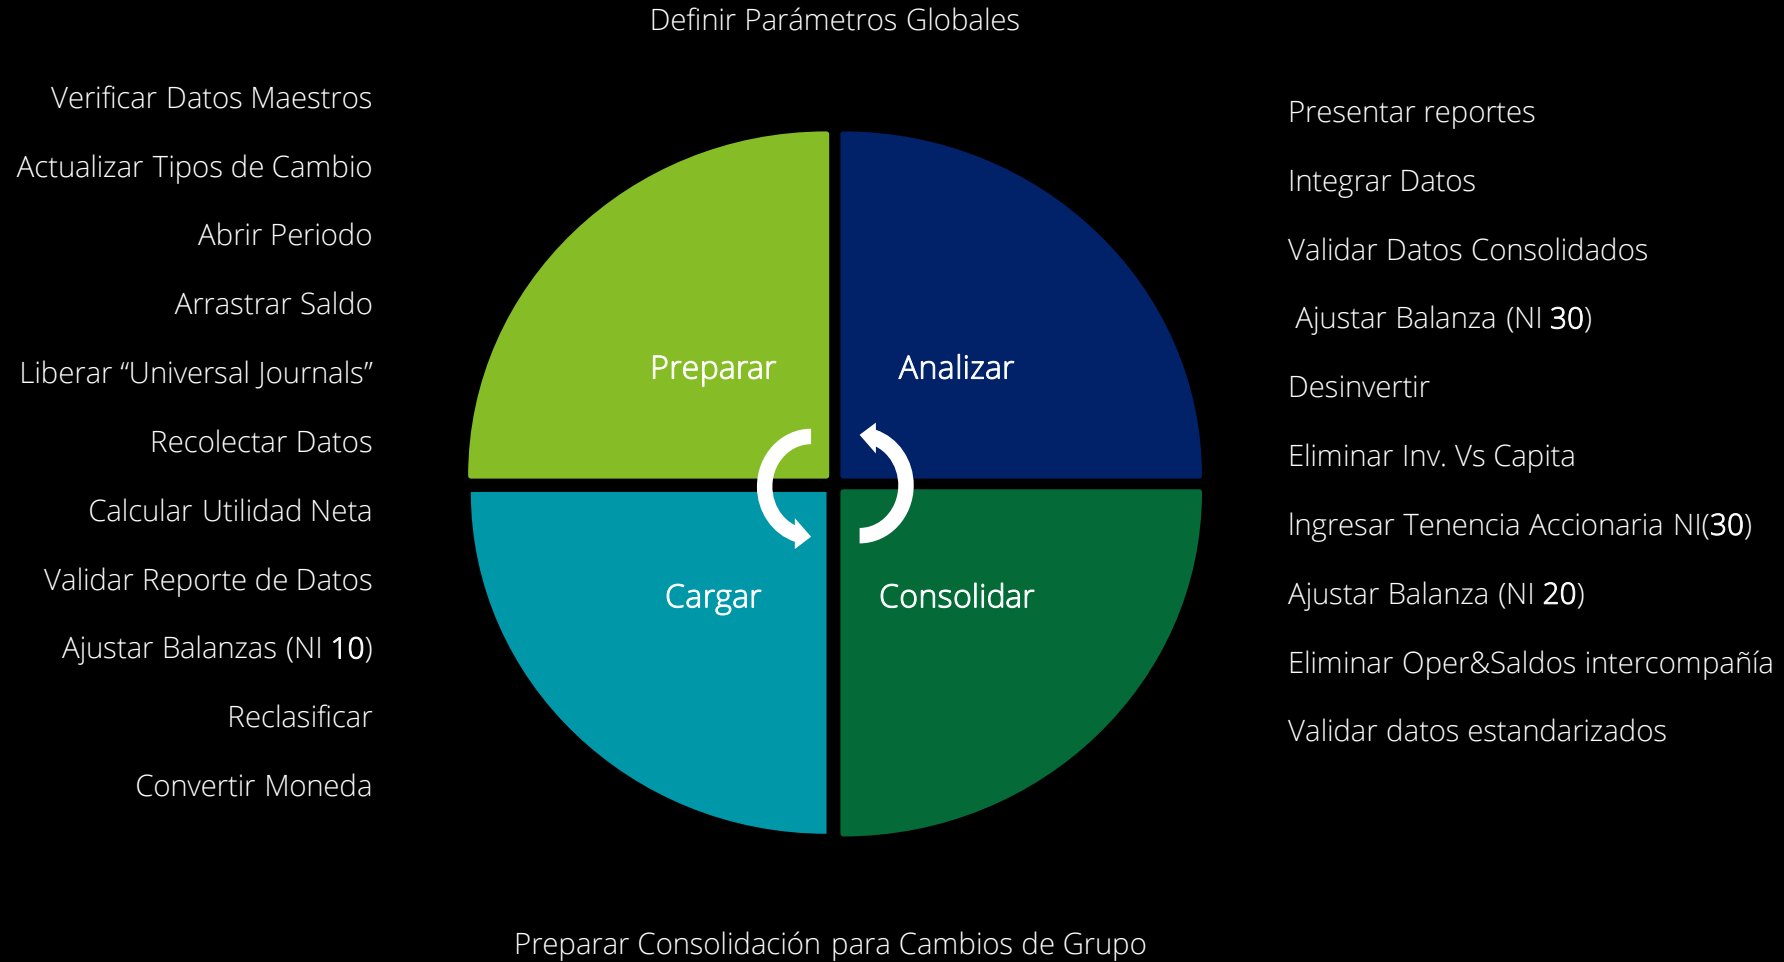 Definir Parámetros Globales
Verificar Datos Maestros
Actualizar Tipos de Cambio
Abrir Periodo
Arrastrar Saldo
Liberar “Universal Journals”
Recolectar Datos
Calcular Utilidad Neta
Validar Reporte de Datos
Ajustar Balanzas (NI 10)
Reclasificar
Convertir Moneda
Preparar
Analizar
Cargar
Consolidar
Presentar reportes
Integrar Datos
Validar Datos Consolidados
Ajustar Balanza (NI 30)
Desinvertir
Eliminar Inv. Vs Capita
Ingresar Tenencia Accionaria NI(30)
Ajustar Balanza (NI 20)
Eliminar Oper&Saldos intercompañía
Validar datos estandarizados
Preparar Consolidación para Cambios de Grupo